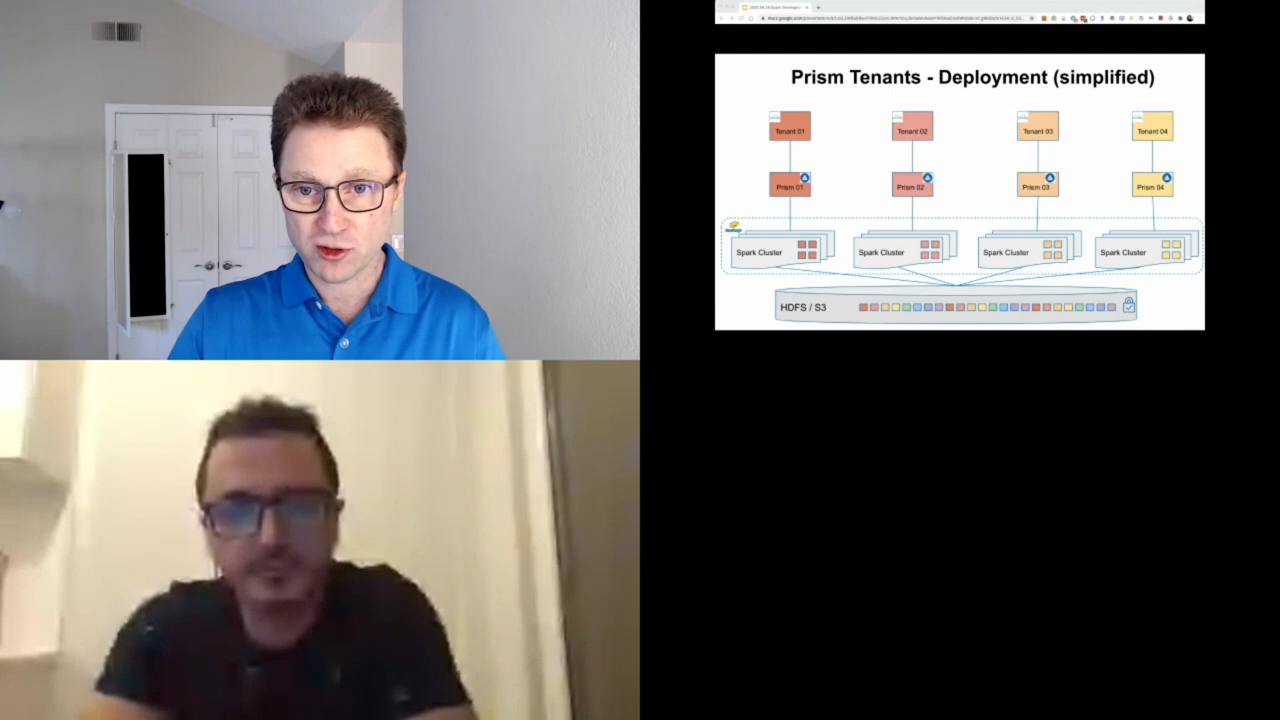 Prism Tenants - Deployment (simplified)
Tenant 01
Tenant 02
Tenant 03
Tenant 04
Prism 01
Prism 02
Prism 03
Prism 04
Spark Cluster
Spark Cluster
Spark Cluster
Spark Cluster
HDFS / S3